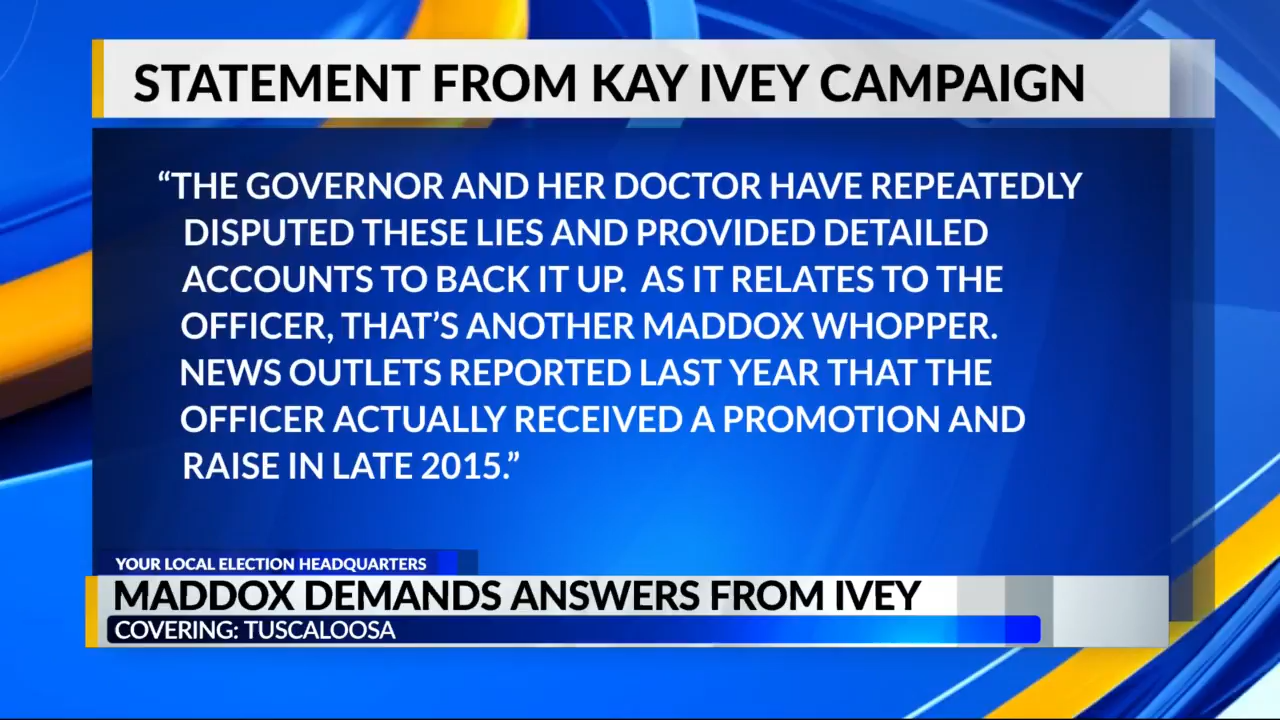 STATEMENT FROM KAY IVEY CAMPAIGN
“THE GOVERNOR AND HER DOCTOR HAVE REPEATEDLY
DISPUTED THESE LIES AND PROVIDED DETAILED
ACCOUNTS TO BACK IT UP.  AS IT RELATES TO THE
OFFICER, THAT’S ANOTHER MADDOX WHOPPER.
NEWS OUTLETS REPORTED LAST YEAR THAT THE
OFFICER ACTUALLY RECEIVED A PROMOTION AND
RAISE IN LATE 2015.”
YOUR LOCAL ELECTION HEADQUARTERS
MADDOX DEMANDS ANSWERS FROM IVEY
COVERING: TUSCALOOSA